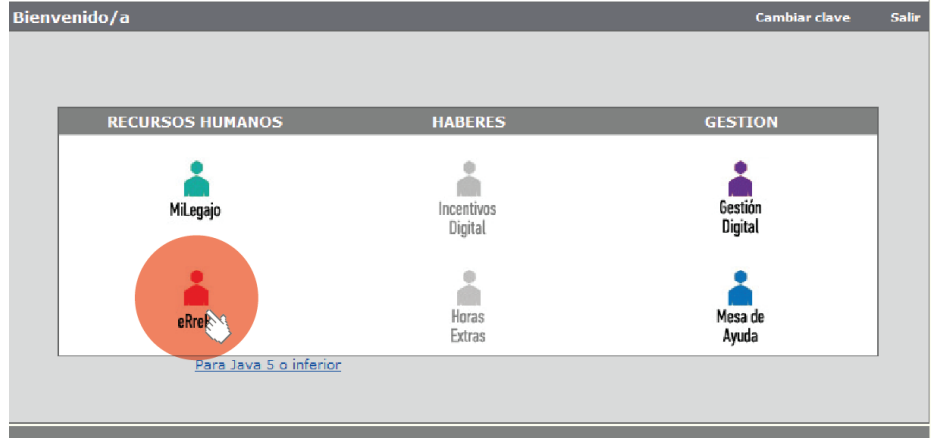 Bienvenido/a Cambiar clave Salir
RECURSOS HUMANOS HABERES GESTION
MiLegajo
Incentivos
Digital
Gestión
Digital
Horas
Extras
Mesa de
Ayuda
Para Java 5 o inferior